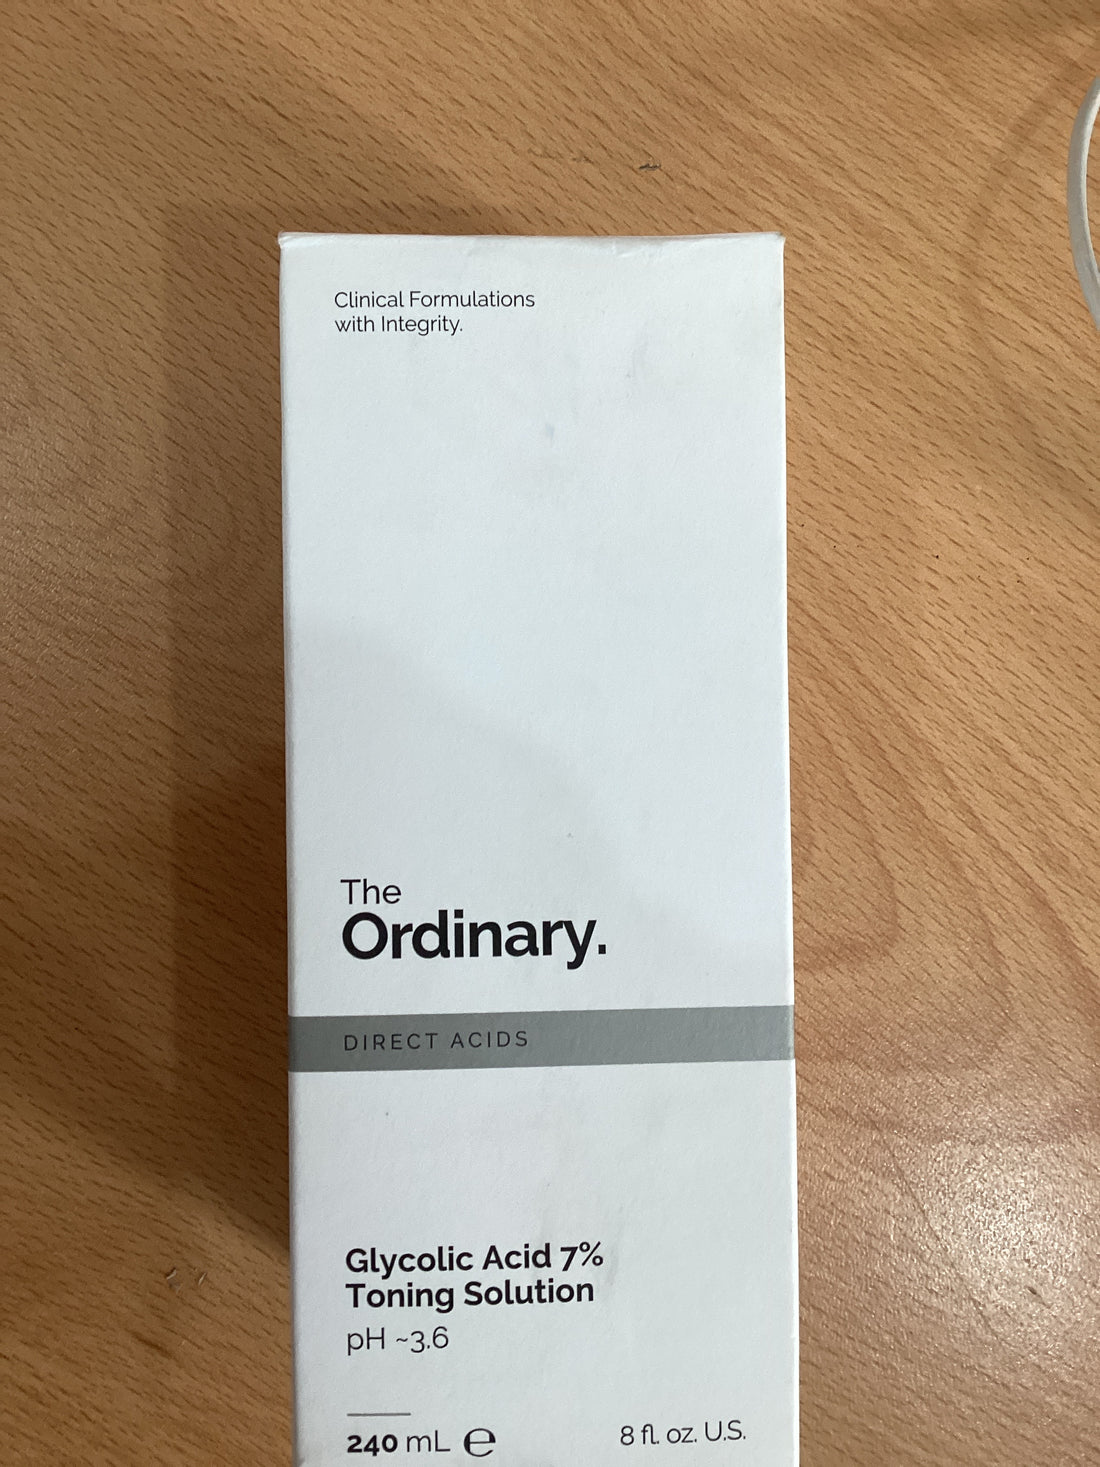 Clinical Formulations
with Integrity.
The
Ordinary.
DIRECT ACIDS
Glycolic Acid 7%
Toning Solution
pH ~3.6
240 mL ℮ 8 fl. oz. U.S.